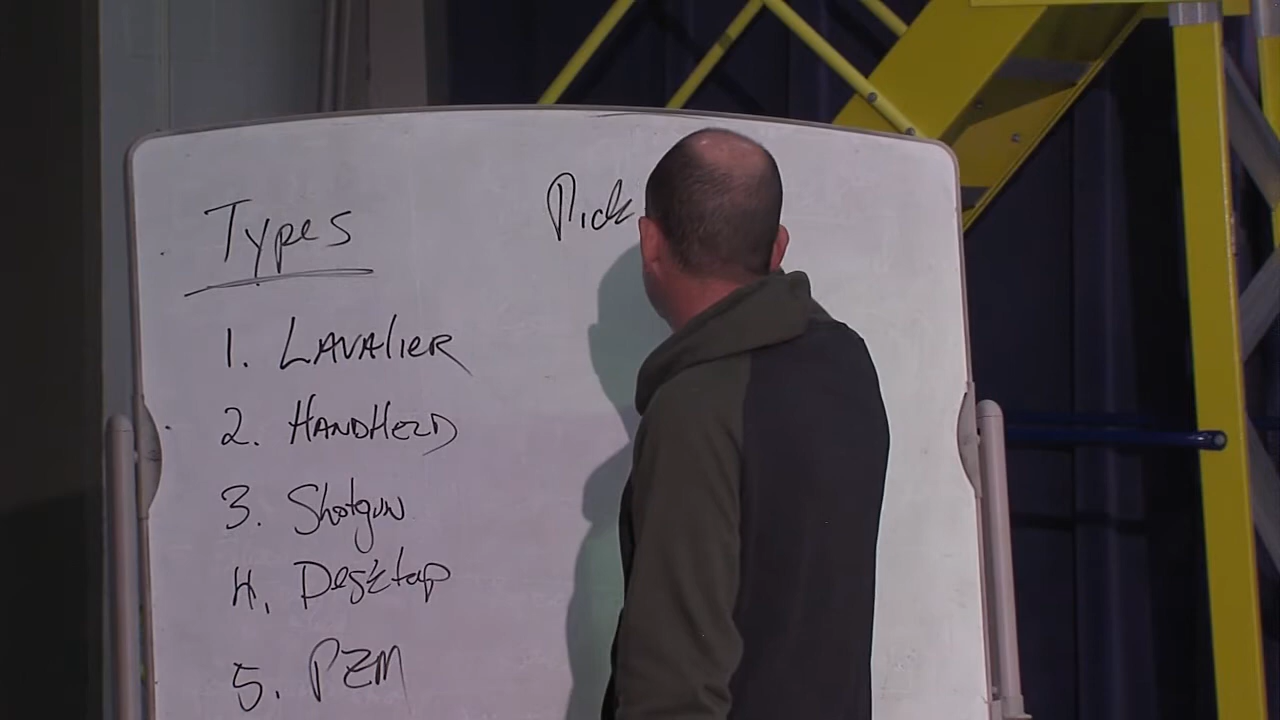 Types
1. LAVAlIER
2. HANDHELD
3. Shotgun
4. Desktop
5. PZM
Pick